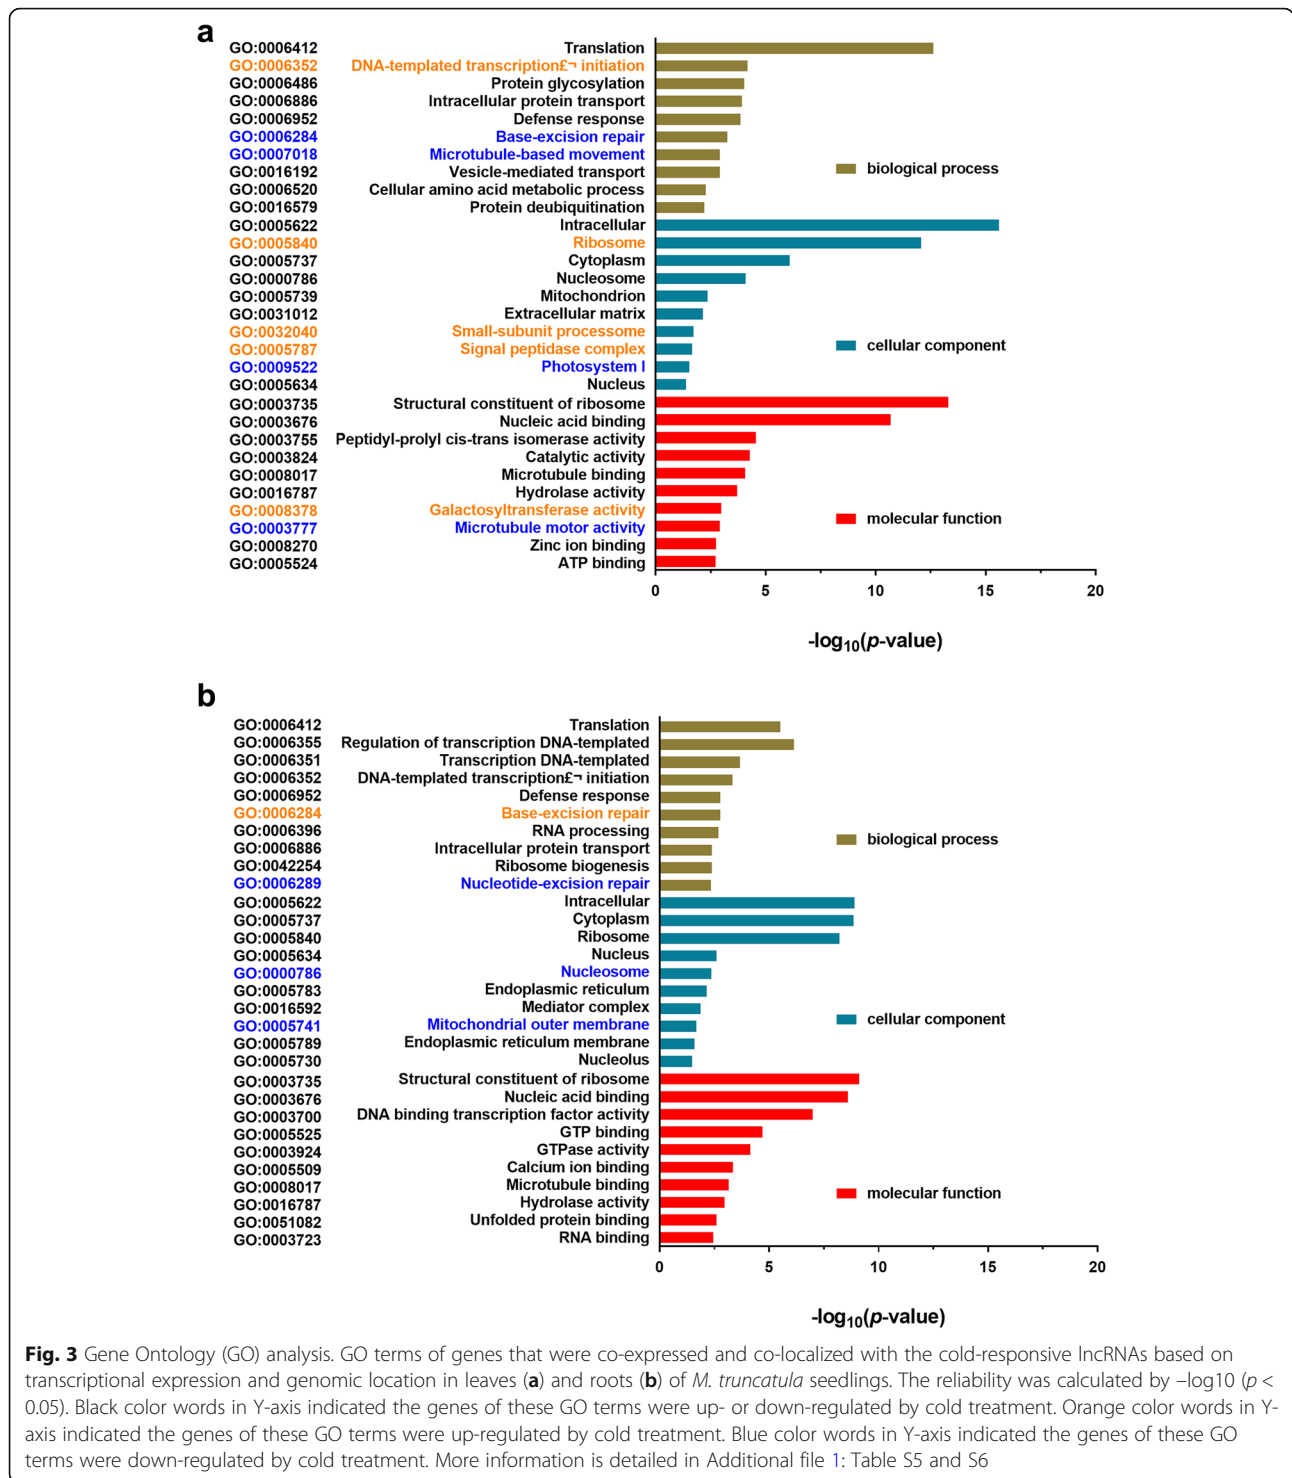 a
GO:0006412 Translation
GO:0006352 DNA-templated transcription£¬ initiation
GO:0006486 Protein glycosylation
GO:0006886 Intracellular protein transport
GO:0006952 Defense response
GO:0006284 Base-excision repair
GO:0007018 Microtubule-based movement
GO:0016192 Vesicle-mediated transport
GO:0006520 Cellular amino acid metabolic process
GO:0016579 Protein deubiquitination
biological process
GO:0005622 Intracellular
GO:0005840 Ribosome
GO:0005737 Cytoplasm
GO:0000786 Nucleosome
GO:0005739 Mitochondrion
GO:0031012 Extracellular matrix
GO:0032040 Small-subunit processome
GO:0005787 Signal peptidase complex
GO:0009522 Photosystem I
GO:0005634 Nucleus
cellular component
GO:0003735 Structural constituent of ribosome
GO:0003676 Nucleic acid binding
GO:0003755 Peptidyl-prolyl cis-trans isomerase activity
GO:0003824 Catalytic activity
GO:0008017 Microtubule binding
GO:0016787 Hydrolase activity
GO:0008378 Galactosyltransferase activity
GO:0003777 Microtubule motor activity
GO:0008270 Zinc ion binding
GO:0005524 ATP binding
molecular function
0 5 10 15 20
-log10(p-value)
b
GO:0006412 Translation
GO:0006355 Regulation of transcription DNA-templated
GO:0006351 Transcription DNA-templated
GO:0006352 DNA-templated transcription£¬ initiation
GO:0006952 Defense response
GO:0006284 Base-excision repair
GO:0006396 RNA processing
GO:0006886 Intracellular protein transport
GO:0042254 Ribosome biogenesis
GO:0006289 Nucleotide-excision repair
biological process
GO:0005622 Intracellular
GO:0005737 Cytoplasm
GO:0005840 Ribosome
GO:0005634 Nucleus
GO:0000786 Nucleosome
GO:0005783 Endoplasmic reticulum
GO:0016592 Mediator complex
GO:0005741 Mitochondrial outer membrane
GO:0005789 Endoplasmic reticulum membrane
GO:0005730 Nucleolus
cellular component
GO:0003735 Structural constituent of ribosome
GO:0003676 Nucleic acid binding
GO:0003700 DNA binding transcription factor activity
GO:0005525 GTP binding
GO:0003924 GTPase activity
GO:0005509 Calcium ion binding
GO:0008017 Microtubule binding
GO:0016787 Hydrolase activity
GO:0051082 Unfolded protein binding
GO:0003723 RNA binding
molecular function
0 5 10 15 20
-log10(p-value)
Fig. 3 Gene Ontology (GO) analysis. GO terms of genes that were co-expressed and co-localized with the cold-responsive lncRNAs based on
transcriptional expression and genomic location in leaves (a) and roots (b) of M. truncatula seedlings. The reliability was calculated by –log10 (p <
0.05). Black color words in Y-axis indicated the genes of these GO terms were up- or down-regulated by cold treatment. Orange color words in Y-
axis indicated the genes of these GO terms were up-regulated by cold treatment. Blue color words in Y-axis indicated the genes of these GO
terms were down-regulated by cold treatment. More information is detailed in Additional file 1: Table S5 and S6